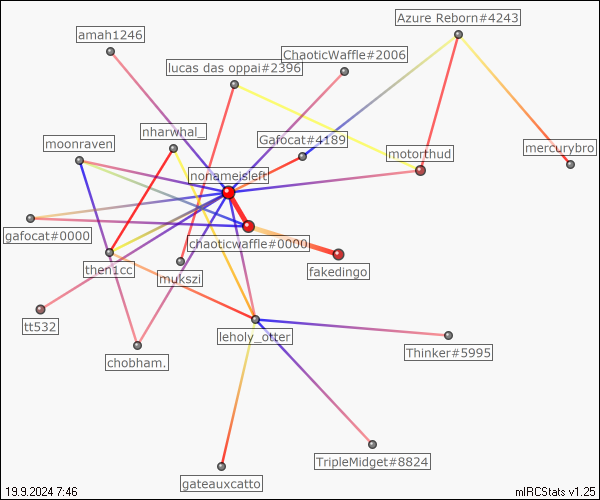 Azure Reborn#4243
amah1246
ChaoticWaffle#2006
lucas das oppai#2396
nharwhal_
Gafocat#4189
moonraven
mercurybro
motorthud
nonameisleft
gafocat#0000
chaoticwaffle#0000
then1cc
fakedingo
mukszi
tt532
leholy_otter
Thinker#5995
chobham.
TripleMidget#8824
gateauxcatto
19.9.2024 7:46
mIRCStats v1.25